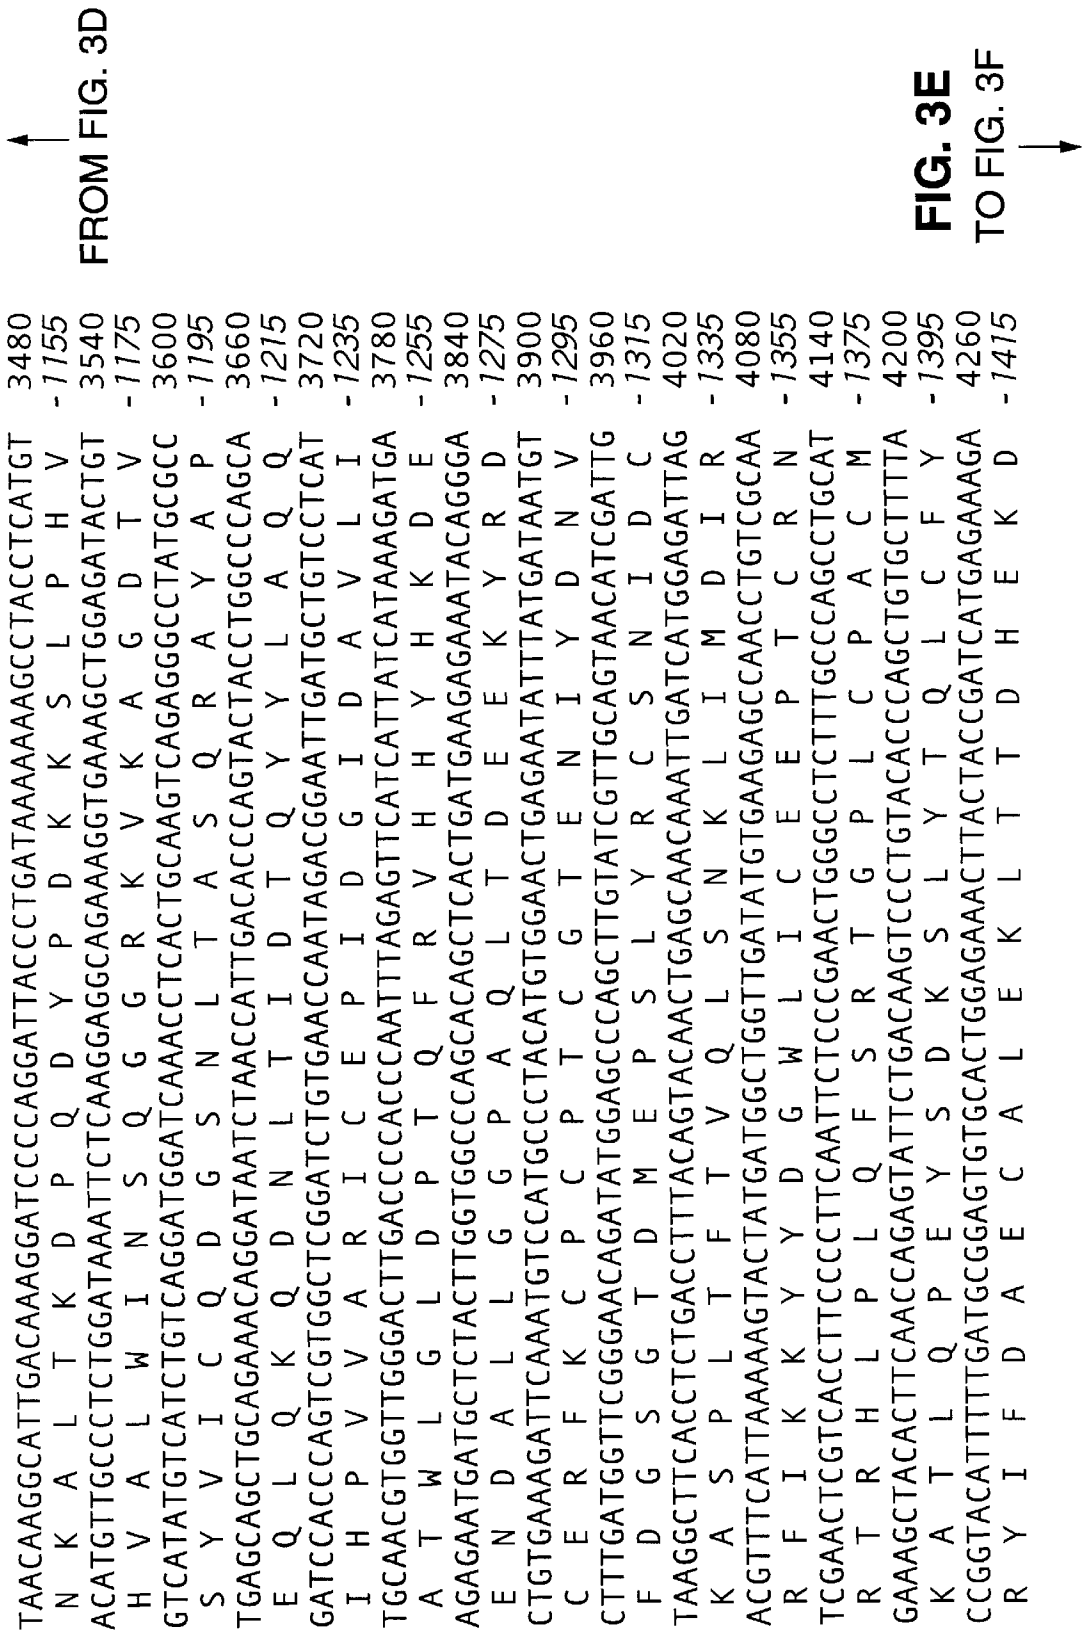 FROM FIG. 3D
TAACAAGGCATTGACAAAGGATCCCCAGGATTACCCTGATAAAAAAAGCCTACCTCATGT 3480
N K A L T K D P Q D Y P D K K S L P H V - 1155
ACATGTTGCCCTCTGGATAAATTCTCAAGGAGGCAGAAAGGTGAAAGCTGGAGATACTGT 3540
H V A L W I N S Q G G R K V K A G D T V - 1175
GTCATATGTCATCTGTCAGGATGGATCAAACCTCACTGCAAGTCAGAGGGCCTATGCGCC 3600
S Y V I C Q D G S N L T A S Q R A Y A P - 1195
TGAGCAGCTGCAGAAACAGGATAATCTAACCATTGACACCCAGTACTACCTGGCCCAGCA 3660
E Q L Q K Q D N L T I D T Q Y Y L A Q Q - 1215
GATCCACCCAGTCGTGGCTCGGATCTGTGAACCAATAGACGGAATTGATGCTGTCCTCAT 3720
I H P V V A R I C E P I D G I D A V L I - 1235
TGCAACGTGGTTGGGACTTGACCCCACCCAATTTAGAGTTCATCATTATCATAAAGATGA 3780
A T W L G L D P T Q F R V H H Y H K D E - 1255
AGAGAATGATGCTCTACTTGGTGGCCCAGCACAGCTCACTGATGAAGAGAAATACAGGGA 3840
E N D A L L G G P A Q L T D E E K Y R D - 1275
CTGTGAAAGATTCAAATGTCCATGCCCTACATGTGGAACTGAGAATATTTATGATAATGT 3900
C E R F K C P C P T C G T E N I Y D N V - 1295
CTTTGATGGTTCGGGAACAGATATGGAGCCCAGCTTGTATCGTTGCAGTAACATCGATTG 3960
F D G S G T D M E P S L Y R C S N I D C - 1315
TAAGGCTTCACCTCTGACCTTTACAGTACAACTGAGCAACAAATTGATCATGGAGATTAG 4020
K A S P L T F T V Q L S N K L I M D I R - 1335
ACGTTTCATTAAAAAGTACTATGATGGCTGGTTGATATGTGAAGAGCCAACCTGTCGCAA 4080
R F I K K Y Y D G W L I C E E P T C R N - 1355
TCGAACTCGTCACCTTCCCCTTCAATTCTCCCGAACTGGGCCTCTTTGCCCAGCCTGCAT 4140
R T R H L P L Q F S R T G P L C P A C M - 1375
GAAAGCTACACTTCAACCAGAGTATTCTGACAAGTCCCTGTACACCCAGCTGTGCTTTTA 4200
K A T L Q P E Y S D K S L Y T Q L C F Y - 1395
CCGGTACATTTTTGATGCGGAGTGTGCACTGGAGAAACTTACTACCGATCATGAGAAAGA 4260
R Y I F D A E C A L E K L T T D H E K D - 1415
FIG. 3E
TO FIG. 3F